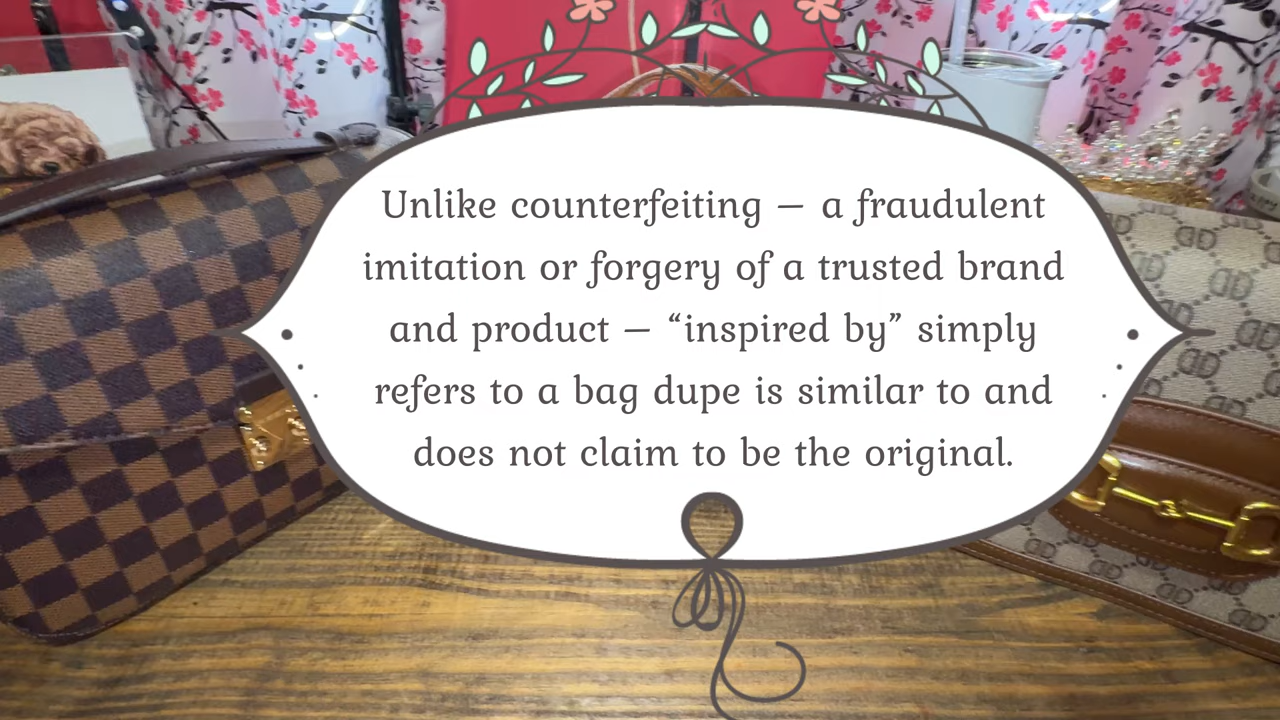 Unlike counterfeiting — a fraudulent
imitation or forgery of a trusted brand
and product — “inspired by” simply
refers to a bag dupe is similar to and
does not claim to be the original.